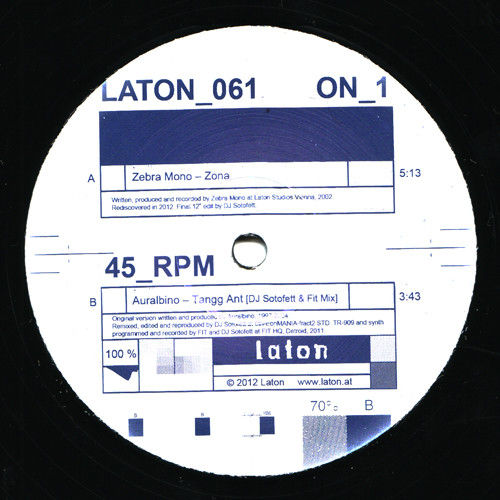 LATON_061 ON_1
A Zebra Mono – Zona 5:13
Written, produced and recorded by Zebra Mono at Laton Studios Vienna, 2002.
Rediscovered in 2012. Final 12" edit by DJ Sotofett.
45_RPM
B Auralbino – Tangg Ant [DJ Sotofett & Fit Mix] 3:43
Original version written and produced Auralbino,
Remixed, edited and reproduced by DJ STD, TR-909 and synth
programmed and recorded by FIT and DJ Sotofett at FIT HQ, Detroit, 2011
100 % laton
© 2012 Laton www.laton.at
70% B
B B